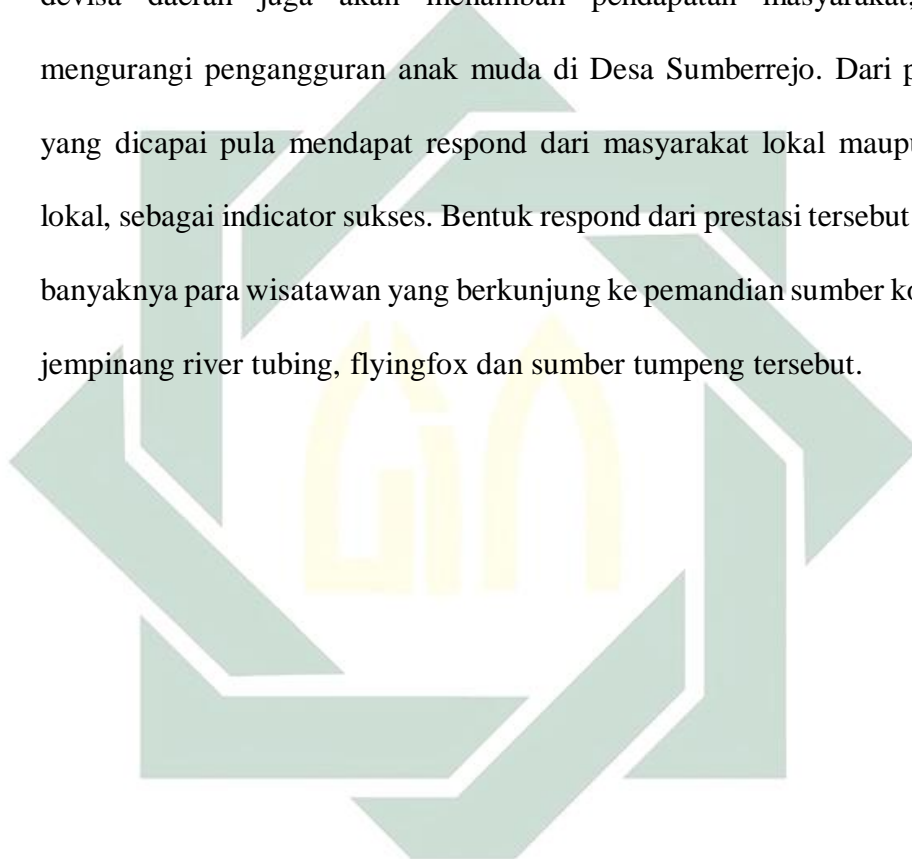 devisa daerah juga akan menambah pendapatan masyarakat,
mengurangi pengangguran anak muda di Desa Sumberrejo. Dari
yang dicapai pula mendapat respond dari masyarakat lokal
lokal, sebagai indicator sukses. Bentuk respond dari prestasi tersebut
banyaknya para wisatawan yang berkunjung ke pemandian sumber
jempinang river tubing, flyingfox dan sumber tumpeng tersebut.